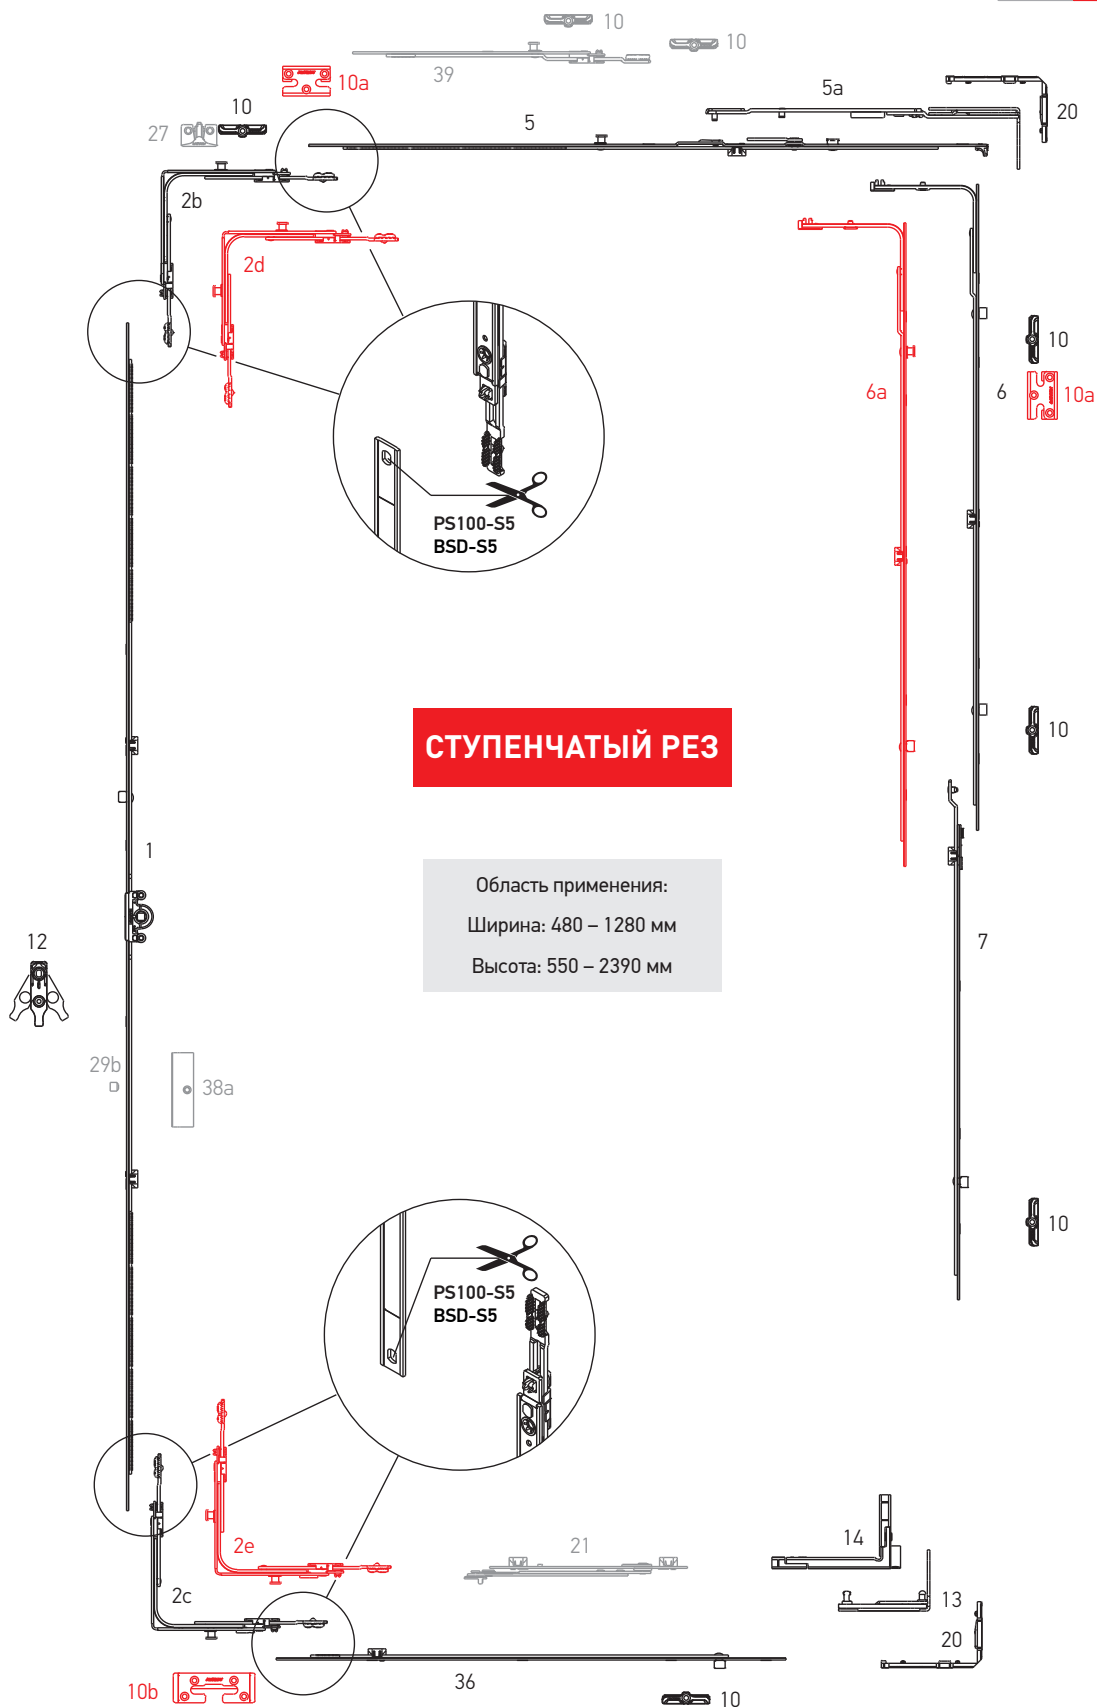 10
10
39
10a
5a
20
10
27
5
2b
2d
10
6a
6
10a
PS100-S5
BSD-S5
СТУПЕНЧАТЫЙ РЕЗ
10
1
Область применения:
Ширина: 480 – 1280 мм
Высота: 550 – 2390 мм
12
7
29b
38a
10
PS100-S5
BSD-S5
2e
21
14
2c
13
20
36
10b
10